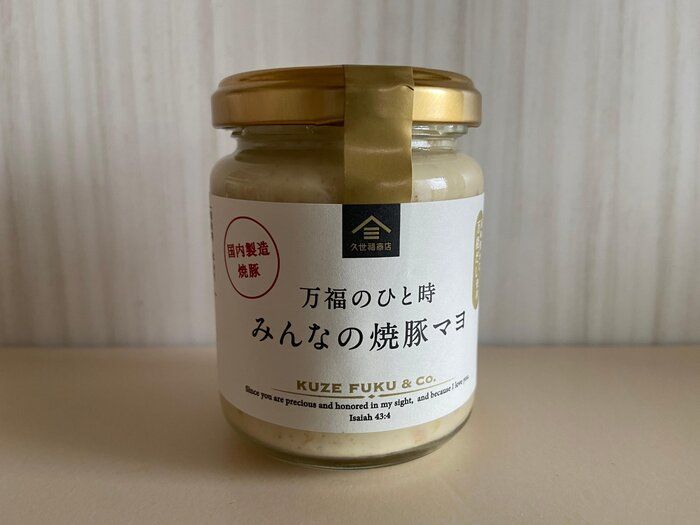 久世福商店
国内製造
焼豚
万福のひと時
みんなの焼豚マヨ
KUZE FUKU & Co.
Since you are precious and honored in my sight, and because I love you.
Isaiah 43:4